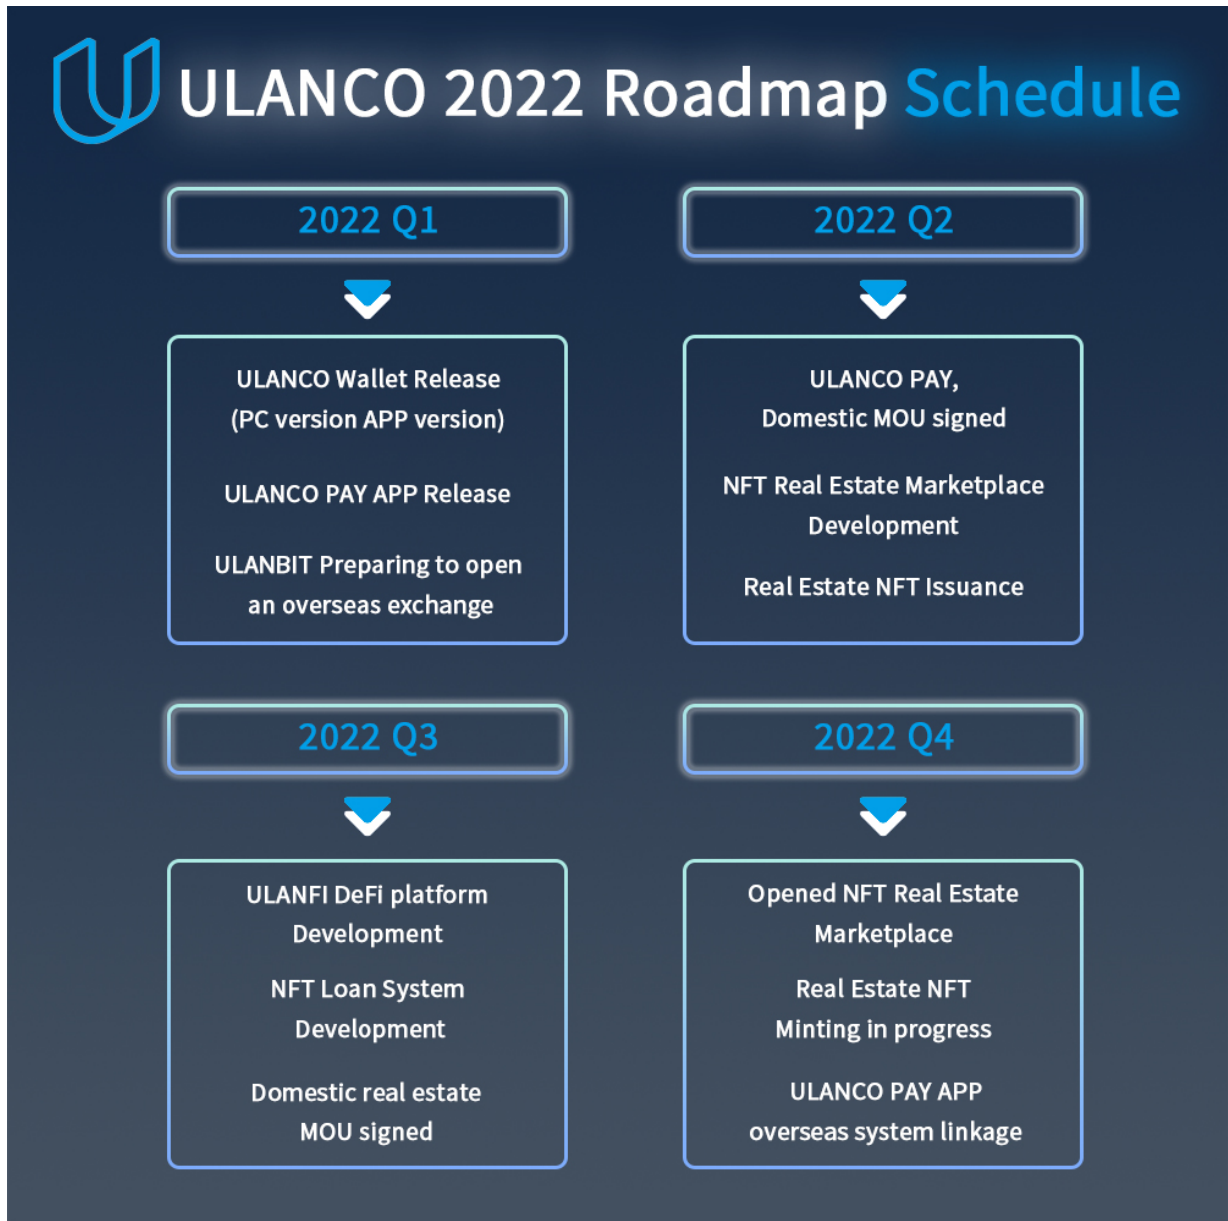 ULANCO 2022 Roadmap Schedule
2022 Q1
ULANCO Wallet Release
(PC version APP version)
ULANCO PAY APP Release
ULANBIT Preparing to open
an overseas exchange
2022 Q2
ULANCO PAY,
Domestic MOU signed
NFT Real Estate Marketplace
Development
Real Estate NFT Issuance
2022 Q3
ULANFI DeFi platform
Development
NFT Loan System
Development
Domestic real estate
MOU signed
2022 Q4
Opened NFT Real Estate
Marketplace
Real Estate NFT
Minting in progress
ULANCO PAY APP
overseas system linkage